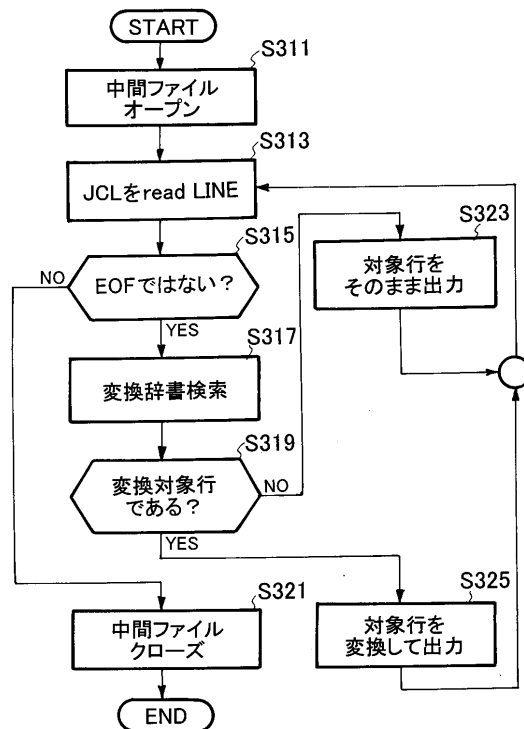 START
S311
中間ファイル
オープン
S313
JCLをread LINE
S315
NO
EOFではない？
YES
S323
対象行を
そのまま出力
S317
変換辞書検索
S319
変換対象行
である？
NO
YES
S321
中間ファイル
クローズ
S325
対象行を
変換して出力
END